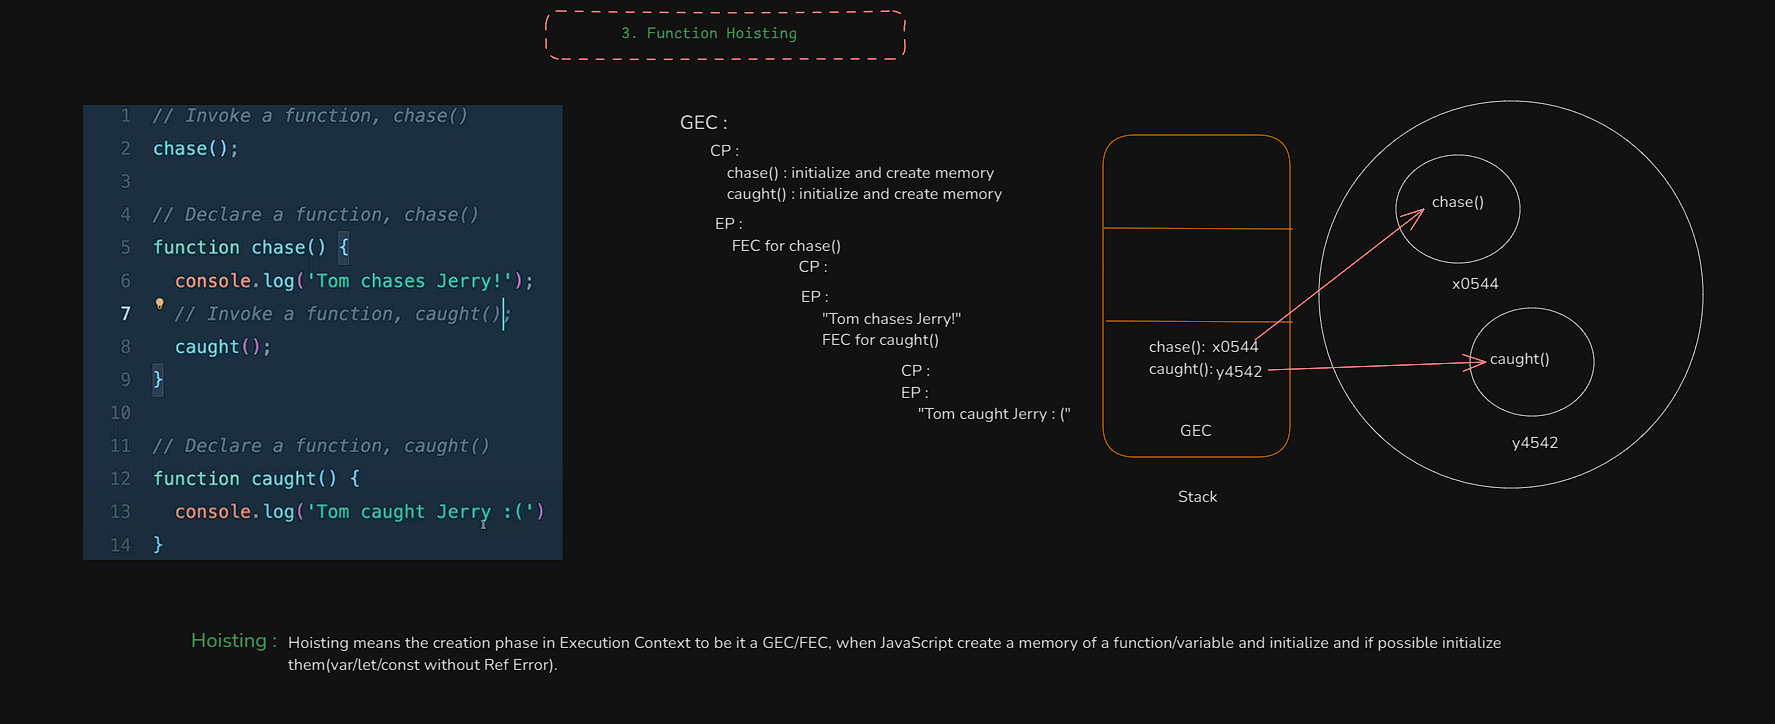 3. Function Hoisting
1 // Invoke a function, chase()
2 chase();
3
4 // Declare a function, chase()
5 function chase() {
6 console.log('Tom chases Jerry!');
7 // Invoke a function, caught();
8 caught();
9 }
10
11 // Declare a function, caught()
12 function caught() {
13 console.log('Tom caught Jerry :(')
14 }
GEC :
CP :
chase() : initialize and create memory
caught() : initialize and create memory
EP :
FEC for chase()
CP :
EP :
"Tom chases Jerry!"
FEC for caught()
CP :
EP :
"Tom caught Jerry : ("
chase(): x0544
caught(): y4542
GEC
Stack
chase()
x0544
caught()
y4542
Hoisting : Hoisting means the creation phase in Execution Context to be it a GEC/FEC, when JavaScript create a memory of a function/variable and initialize and if possible initialize
them(var/let/const without Ref Error).